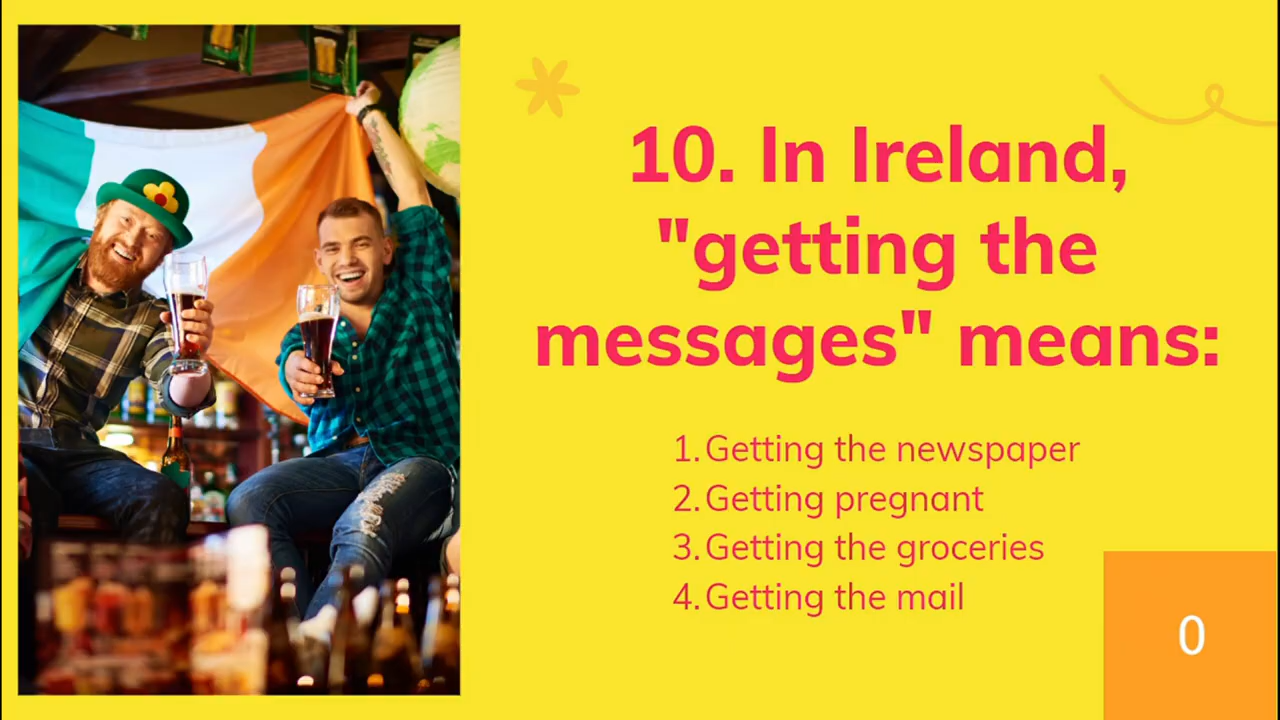 10. In Ireland,
"getting the
messages" means:
1. Getting the newspaper
2. Getting pregnant
3. Getting the groceries
4. Getting the mail
0